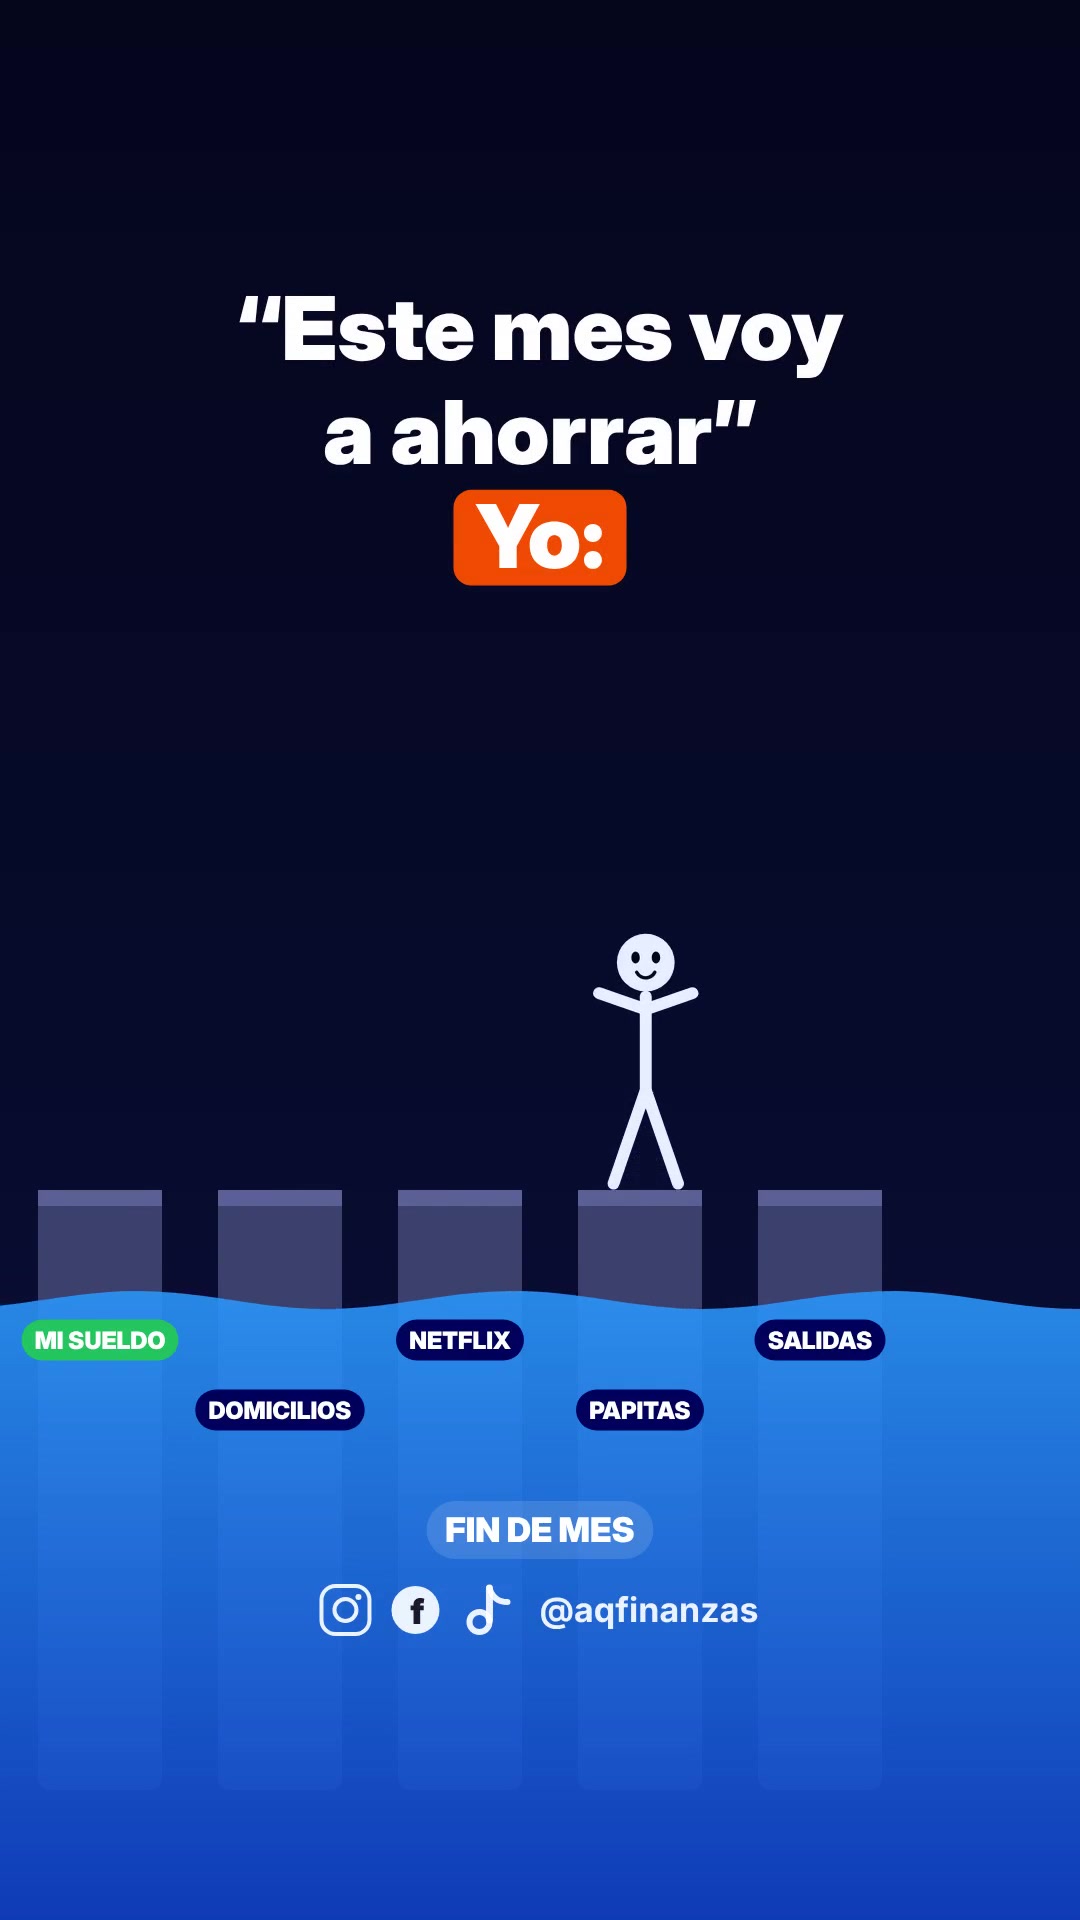 “Este mes voy
a ahorrar”
Yo:
MI SUELDO
NETFLIX
SALIDAS
DOMICILIOS
PAPITAS
FIN DE MES
@aqfinanzas